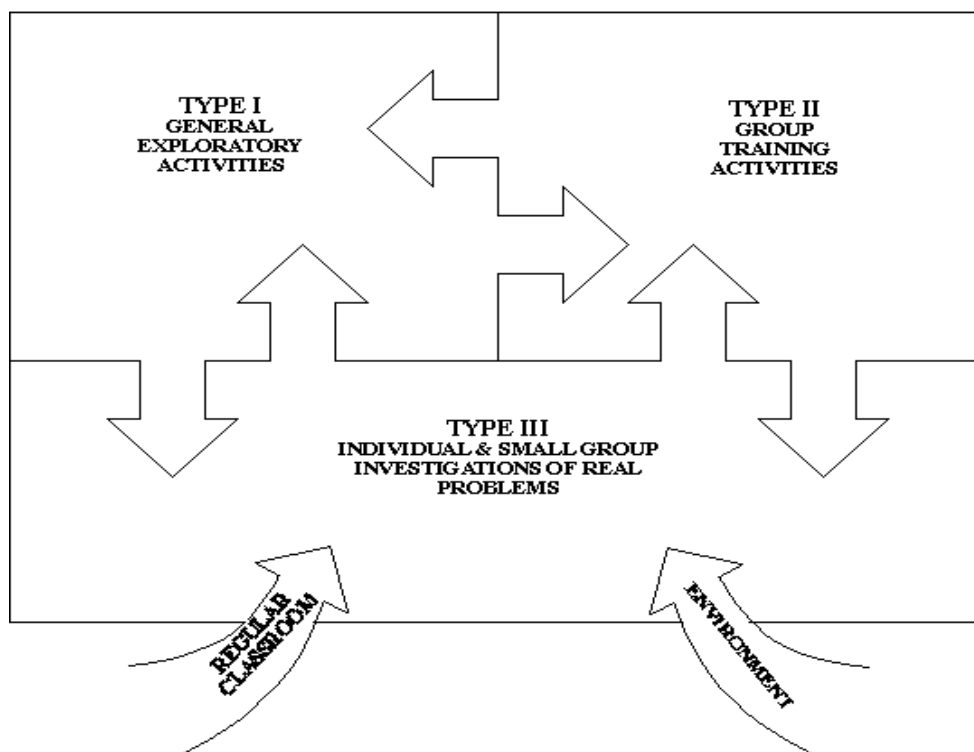 TYPE I
GENERAL
EXPLORATORY
ACTIVITIES
TYPE II
GROUP
TRAINING
ACTIVITIES
TYPE III
INDIVIDUAL & SMALL GROUP
INVESTIGATIONS OF REAL
PROBLEMS
REGULAR
CLASSROOM
ENVIRONMENT